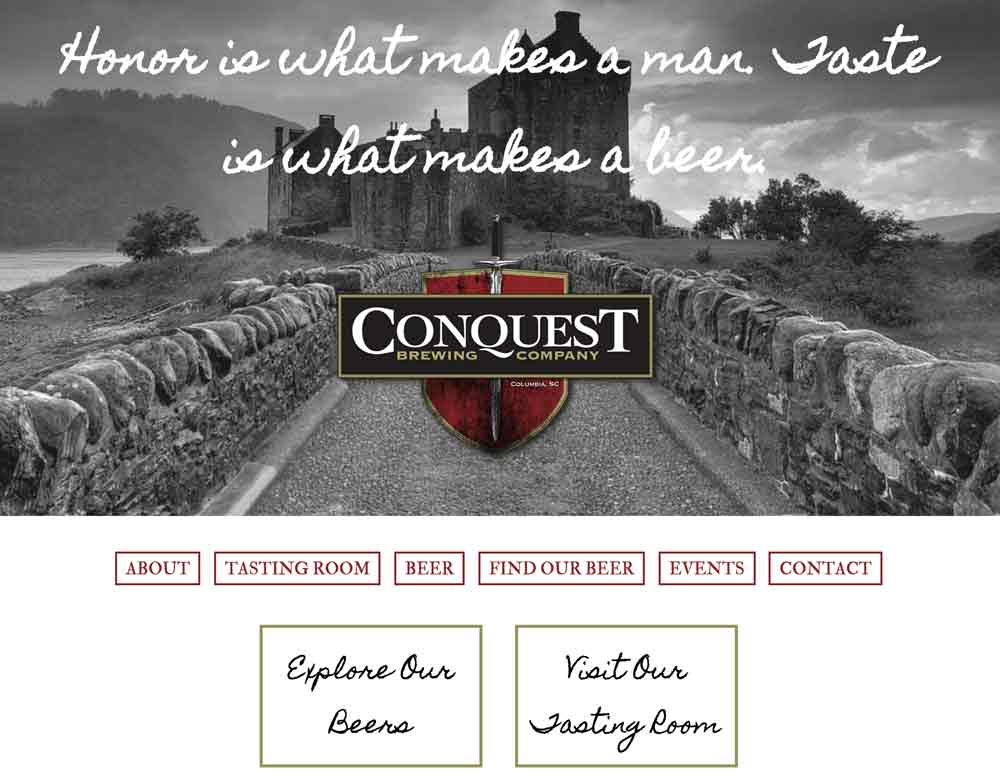 Honor is what makes a man. Taste
is what makes a beer.
CONQUEST
BREWING COMPANY
COLUMBIA, SC
ABOUT TASTING ROOM BEER FIND OUR BEER EVENTS CONTACT
Explore Our
Beers
Visit Our
Tasting Room